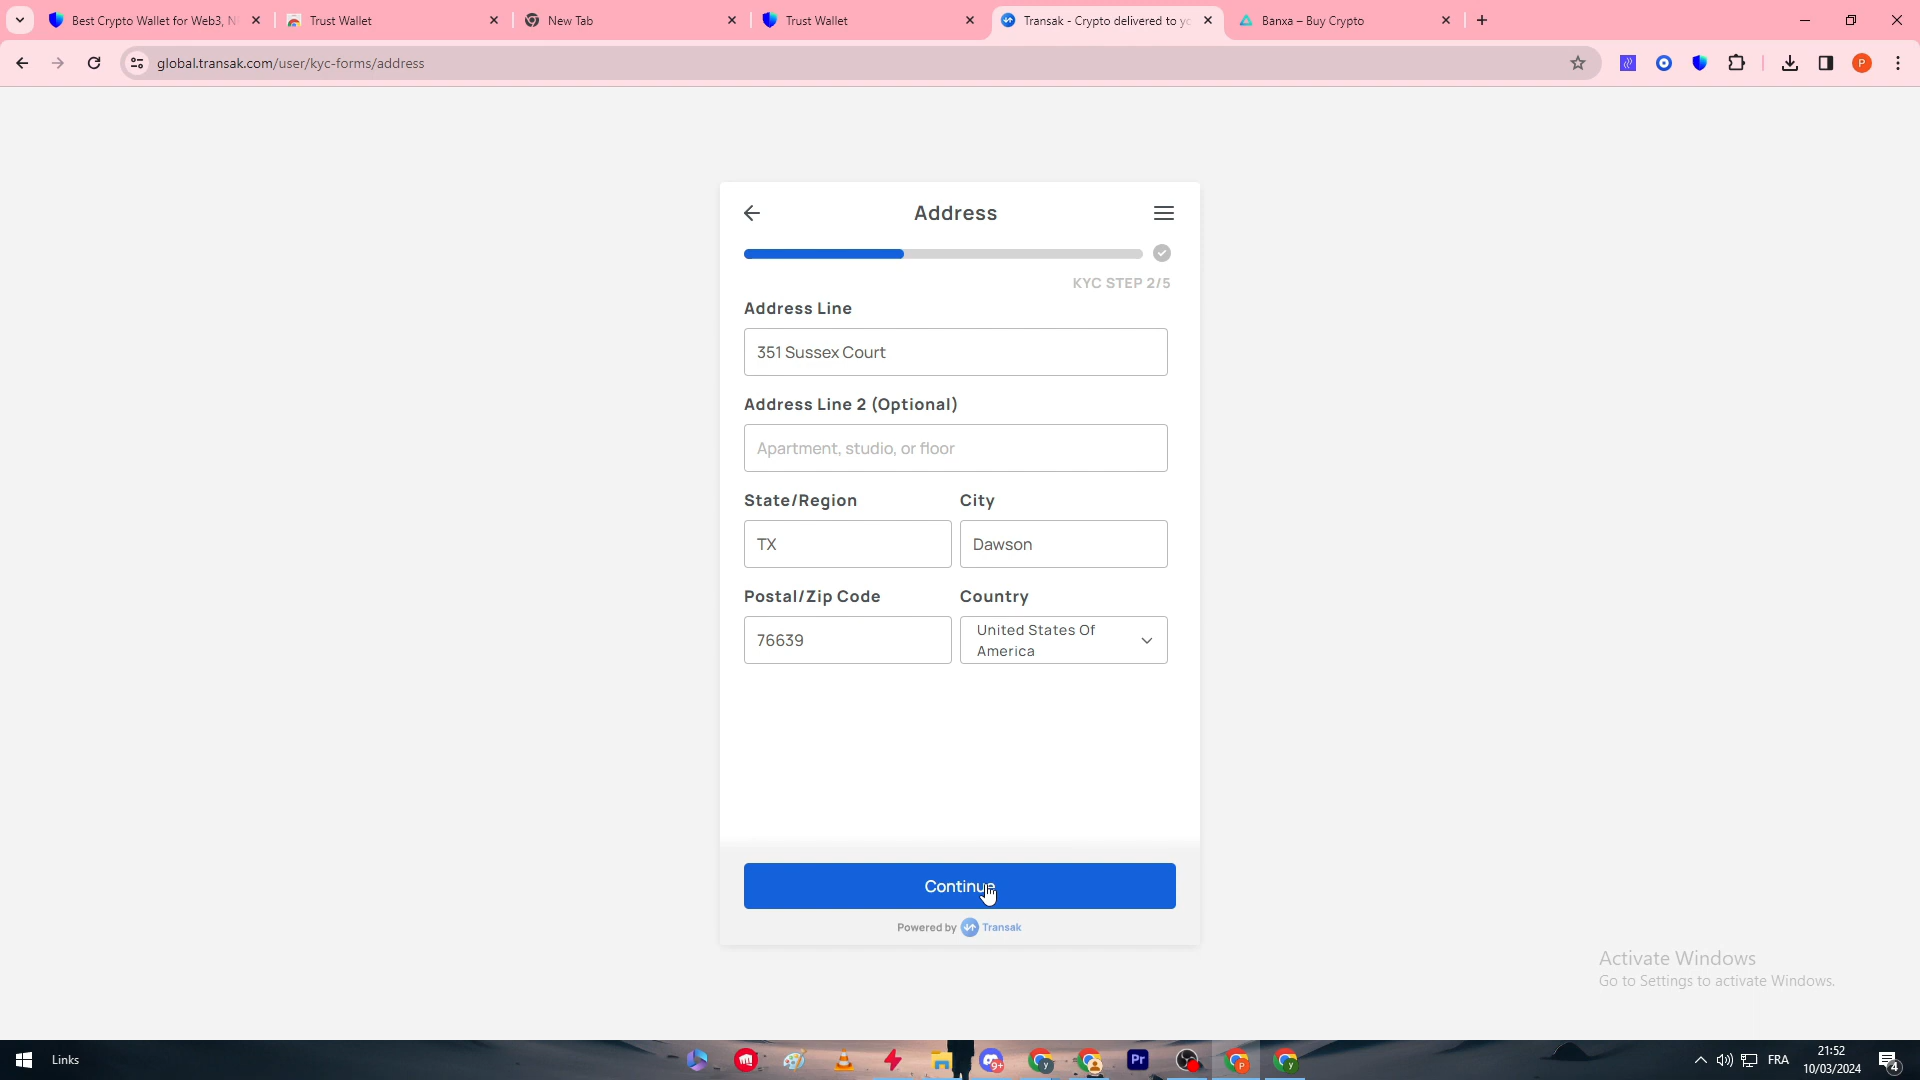 Best Crypto Wallet for Web3, N
Trust Wallet
New Tab
Trust Wallet
Transak - Crypto delivered to yo
Banxa – Buy Crypto
global.transak.com/user/kyc-forms/address
P
Address
KYC STEP 2/5
Address Line
351 Sussex Court
Address Line 2 (Optional)
Apartment, studio, or floor
State/Region
City
TX
Dawson
Postal/Zip Code
Country
76639
United States Of
America
Continue
Powered by Transak
Activate Windows
Go to Settings to activate Windows.
Links
9+
y
Pr
P
y
FRA
21:52
10/03/2024
4